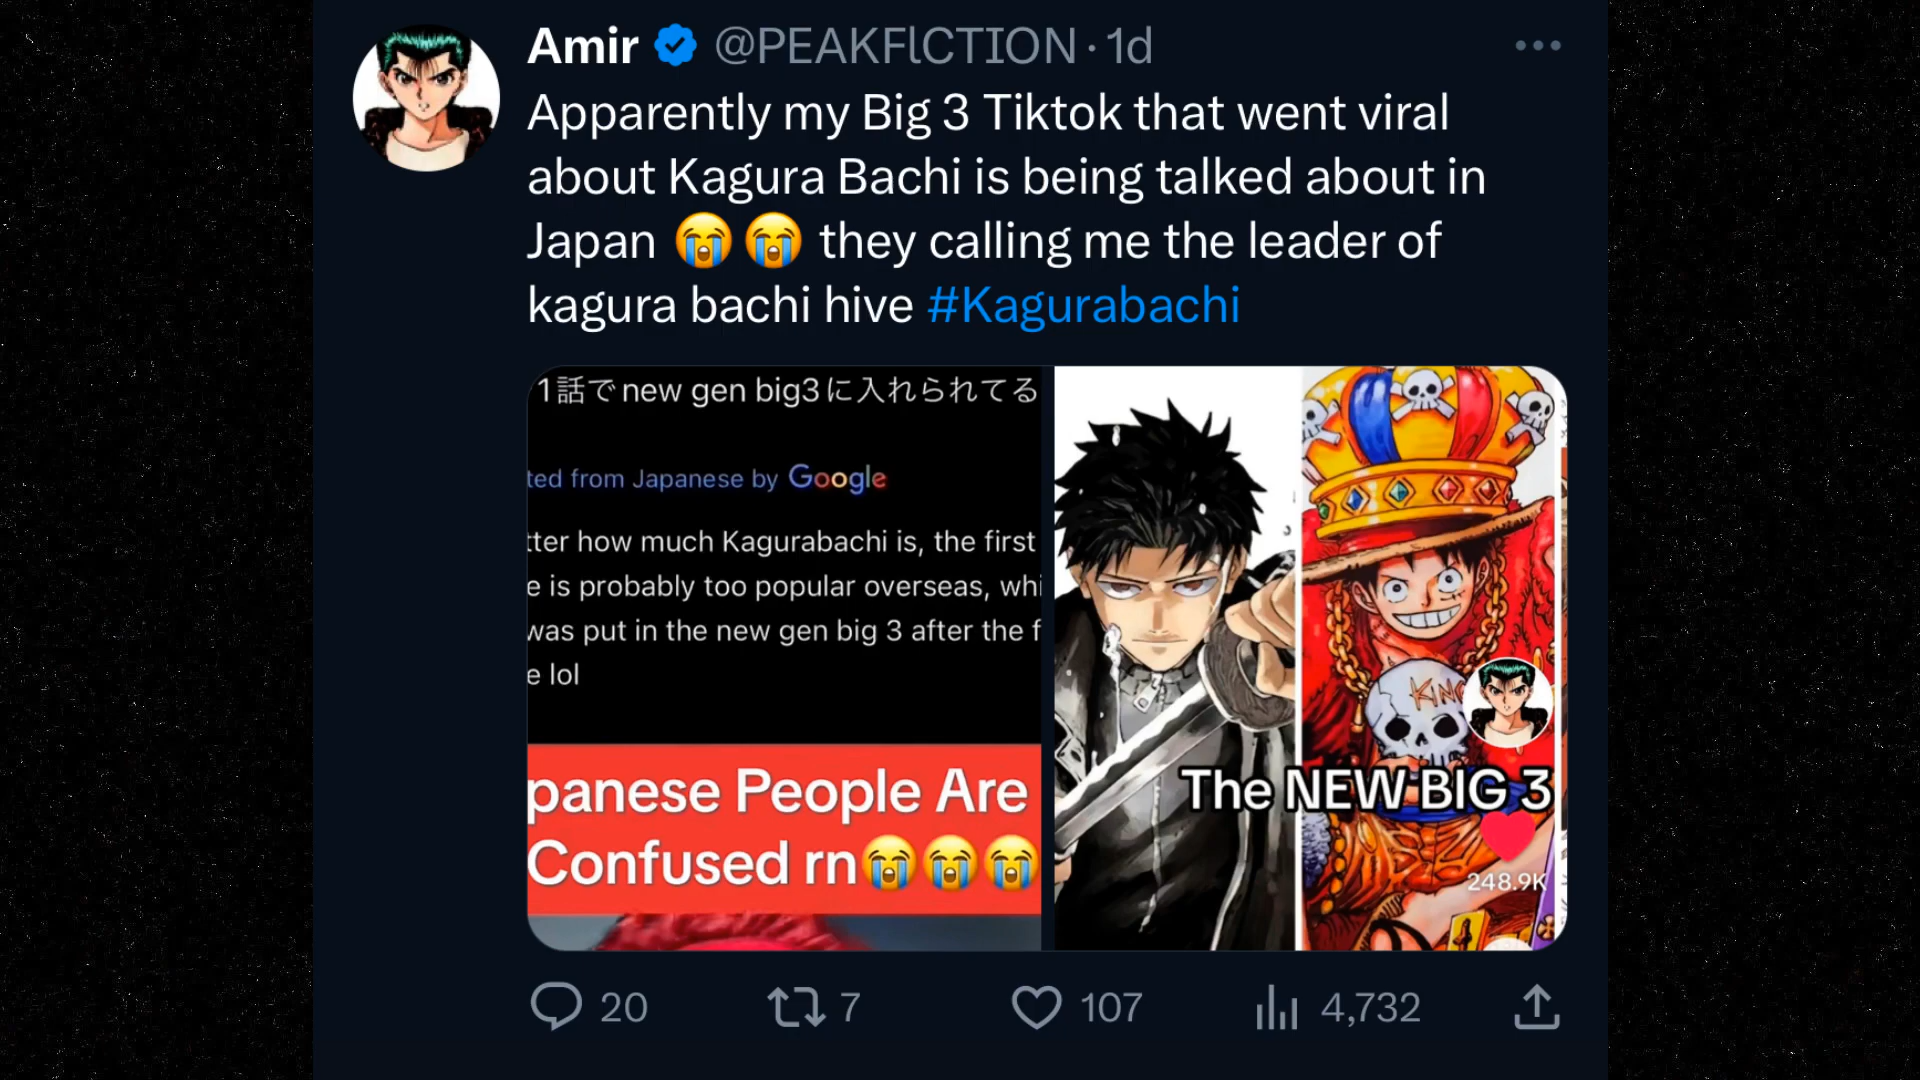 Amir @PEAKFlCTION · 1d
Apparently my Big 3 Tiktok that went viral
about Kagura Bachi is being talked about in
Japan 😭😭 they calling me the leader of
kagura bachi hive #Kagurabachi
1話でnew gen big3に入れられてる
ted from Japanese by Google
tter how much Kagurabachi is, the first
e is probably too popular overseas, whi
was put in the new gen big 3 after the f
e lol
panese People Are
Confused rn😭😭😭
KING
The NEW BIG 3
248.9K
20 7 107 4,732